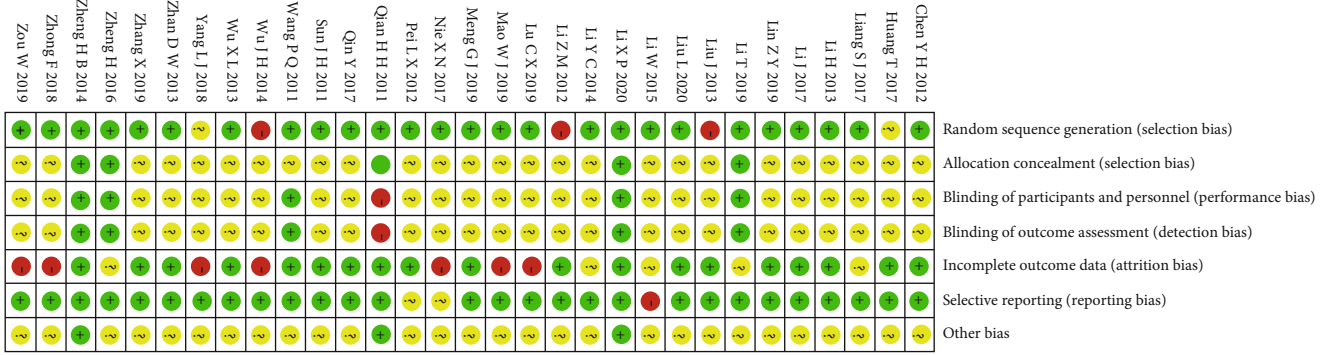 Chen Y H 2012
Huang T 2017
Liang S J 2017
Li H 2013
Li J 2017
Lin Z Y 2019
Li T 2019
Liu J 2013
Liu L 2020
Li W 2015
Li X P 2020
Li Y C 2014
Li Z M 2012
Lu C X 2019
Mao W J 2019
Meng G J 2019
Nie X N 2017
Pei L X 2012
Qian H H 2011
Qin Y 2017
Sun J H 2011
Wang P Q 2011
Wu J H 2014
Wu X L 2013
Yang L J 2018
Zhan D W 2013
Zhang X 2019
Zheng H 2016
Zheng H B 2014
Zhong F 2018
Zou W 2019
Random sequence generation (selection bias)
Allocation concealment (selection bias)
Blinding of participants and personnel (performance bias)
Blinding of outcome assessment (detection bias)
Incomplete outcome data (attrition bias)
Selective reporting (reporting bias)
Other bias